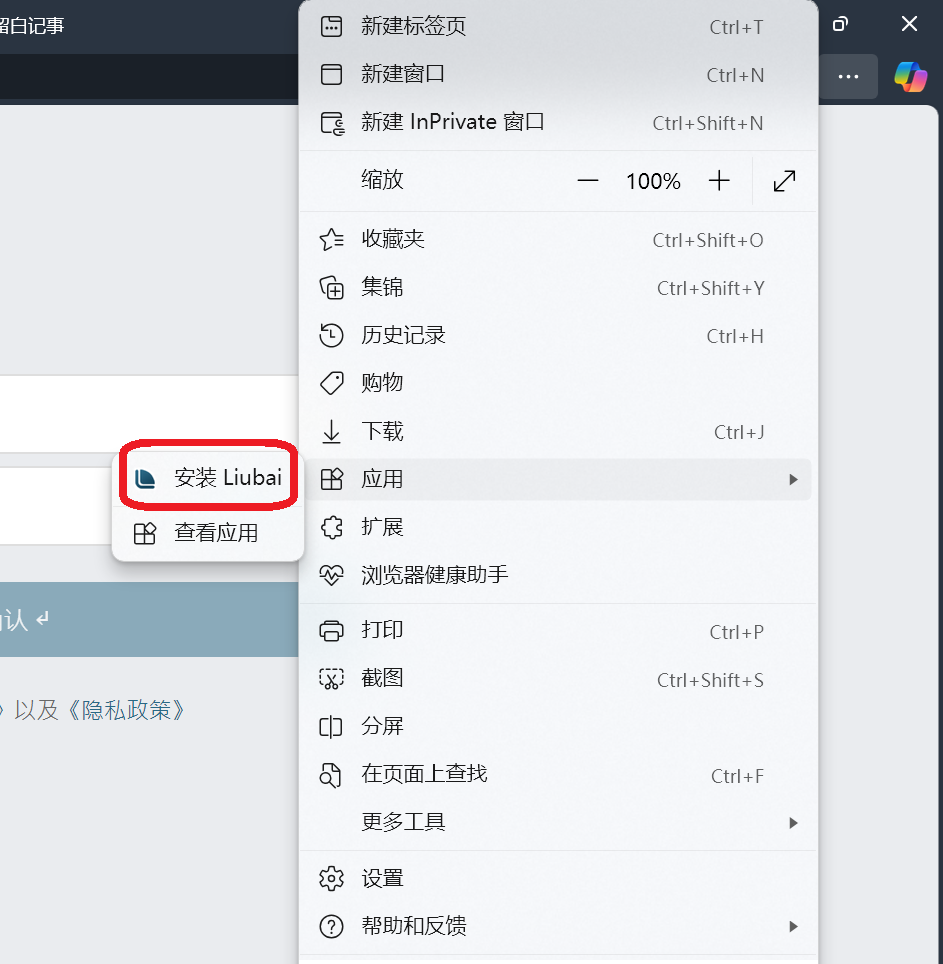 留白记事
新建标签页 Ctrl+T
新建窗口 Ctrl+N
新建 InPrivate 窗口 Ctrl+Shift+N
缩放 — 100% +
收藏夹 Ctrl+Shift+O
集锦 Ctrl+Shift+Y
历史记录 Ctrl+H
购物
下载 Ctrl+J
安装 Liubai
应用
查看应用
扩展
浏览器健康助手
打印 Ctrl+P
认 ↵
截图 Ctrl+Shift+S
》以及《隐私政策》
分屏
在页面上查找 Ctrl+F
更多工具
设置
帮助和反馈